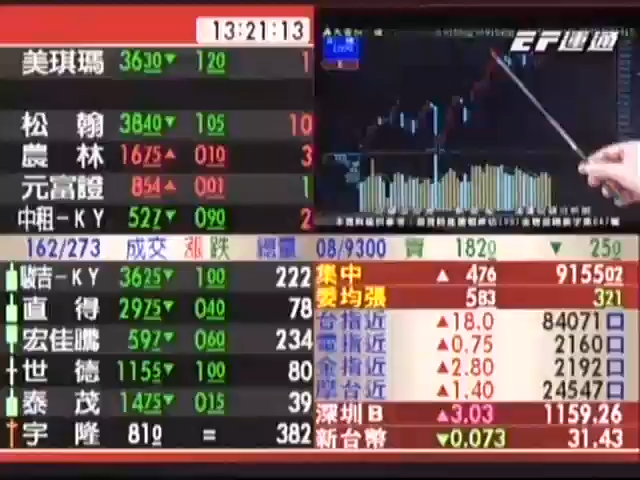 13:21:13
美琪瑪 3630▼ 120 1
松翰 3840▼ 105 10
農林 1675▲ 010 3
元富證 854▲ 001 1
中租-KY 527▼ 090 2
EF運通
162/273 成交 漲跌 總量
駿吉-KY 3625▼ 100 222
直得 2975▼ 040 78
宏佳騰 597▼ 060 234
世德 1155▼ 100 80
泰茂 1475▼ 015 39
宇隆 810 = 382
08/9300 賣 1820 ▼ 250
集中 ▲ 476 915502
委均張 583 321
台指近 ▲18.0 84071口
電指近 ▲0.75 2160口
金指近 ▲2.80 2192口
摩台近 ▲1.40 24547口
深圳B ▲3.03 1159.26
新台幣 ▼0.073 31.43